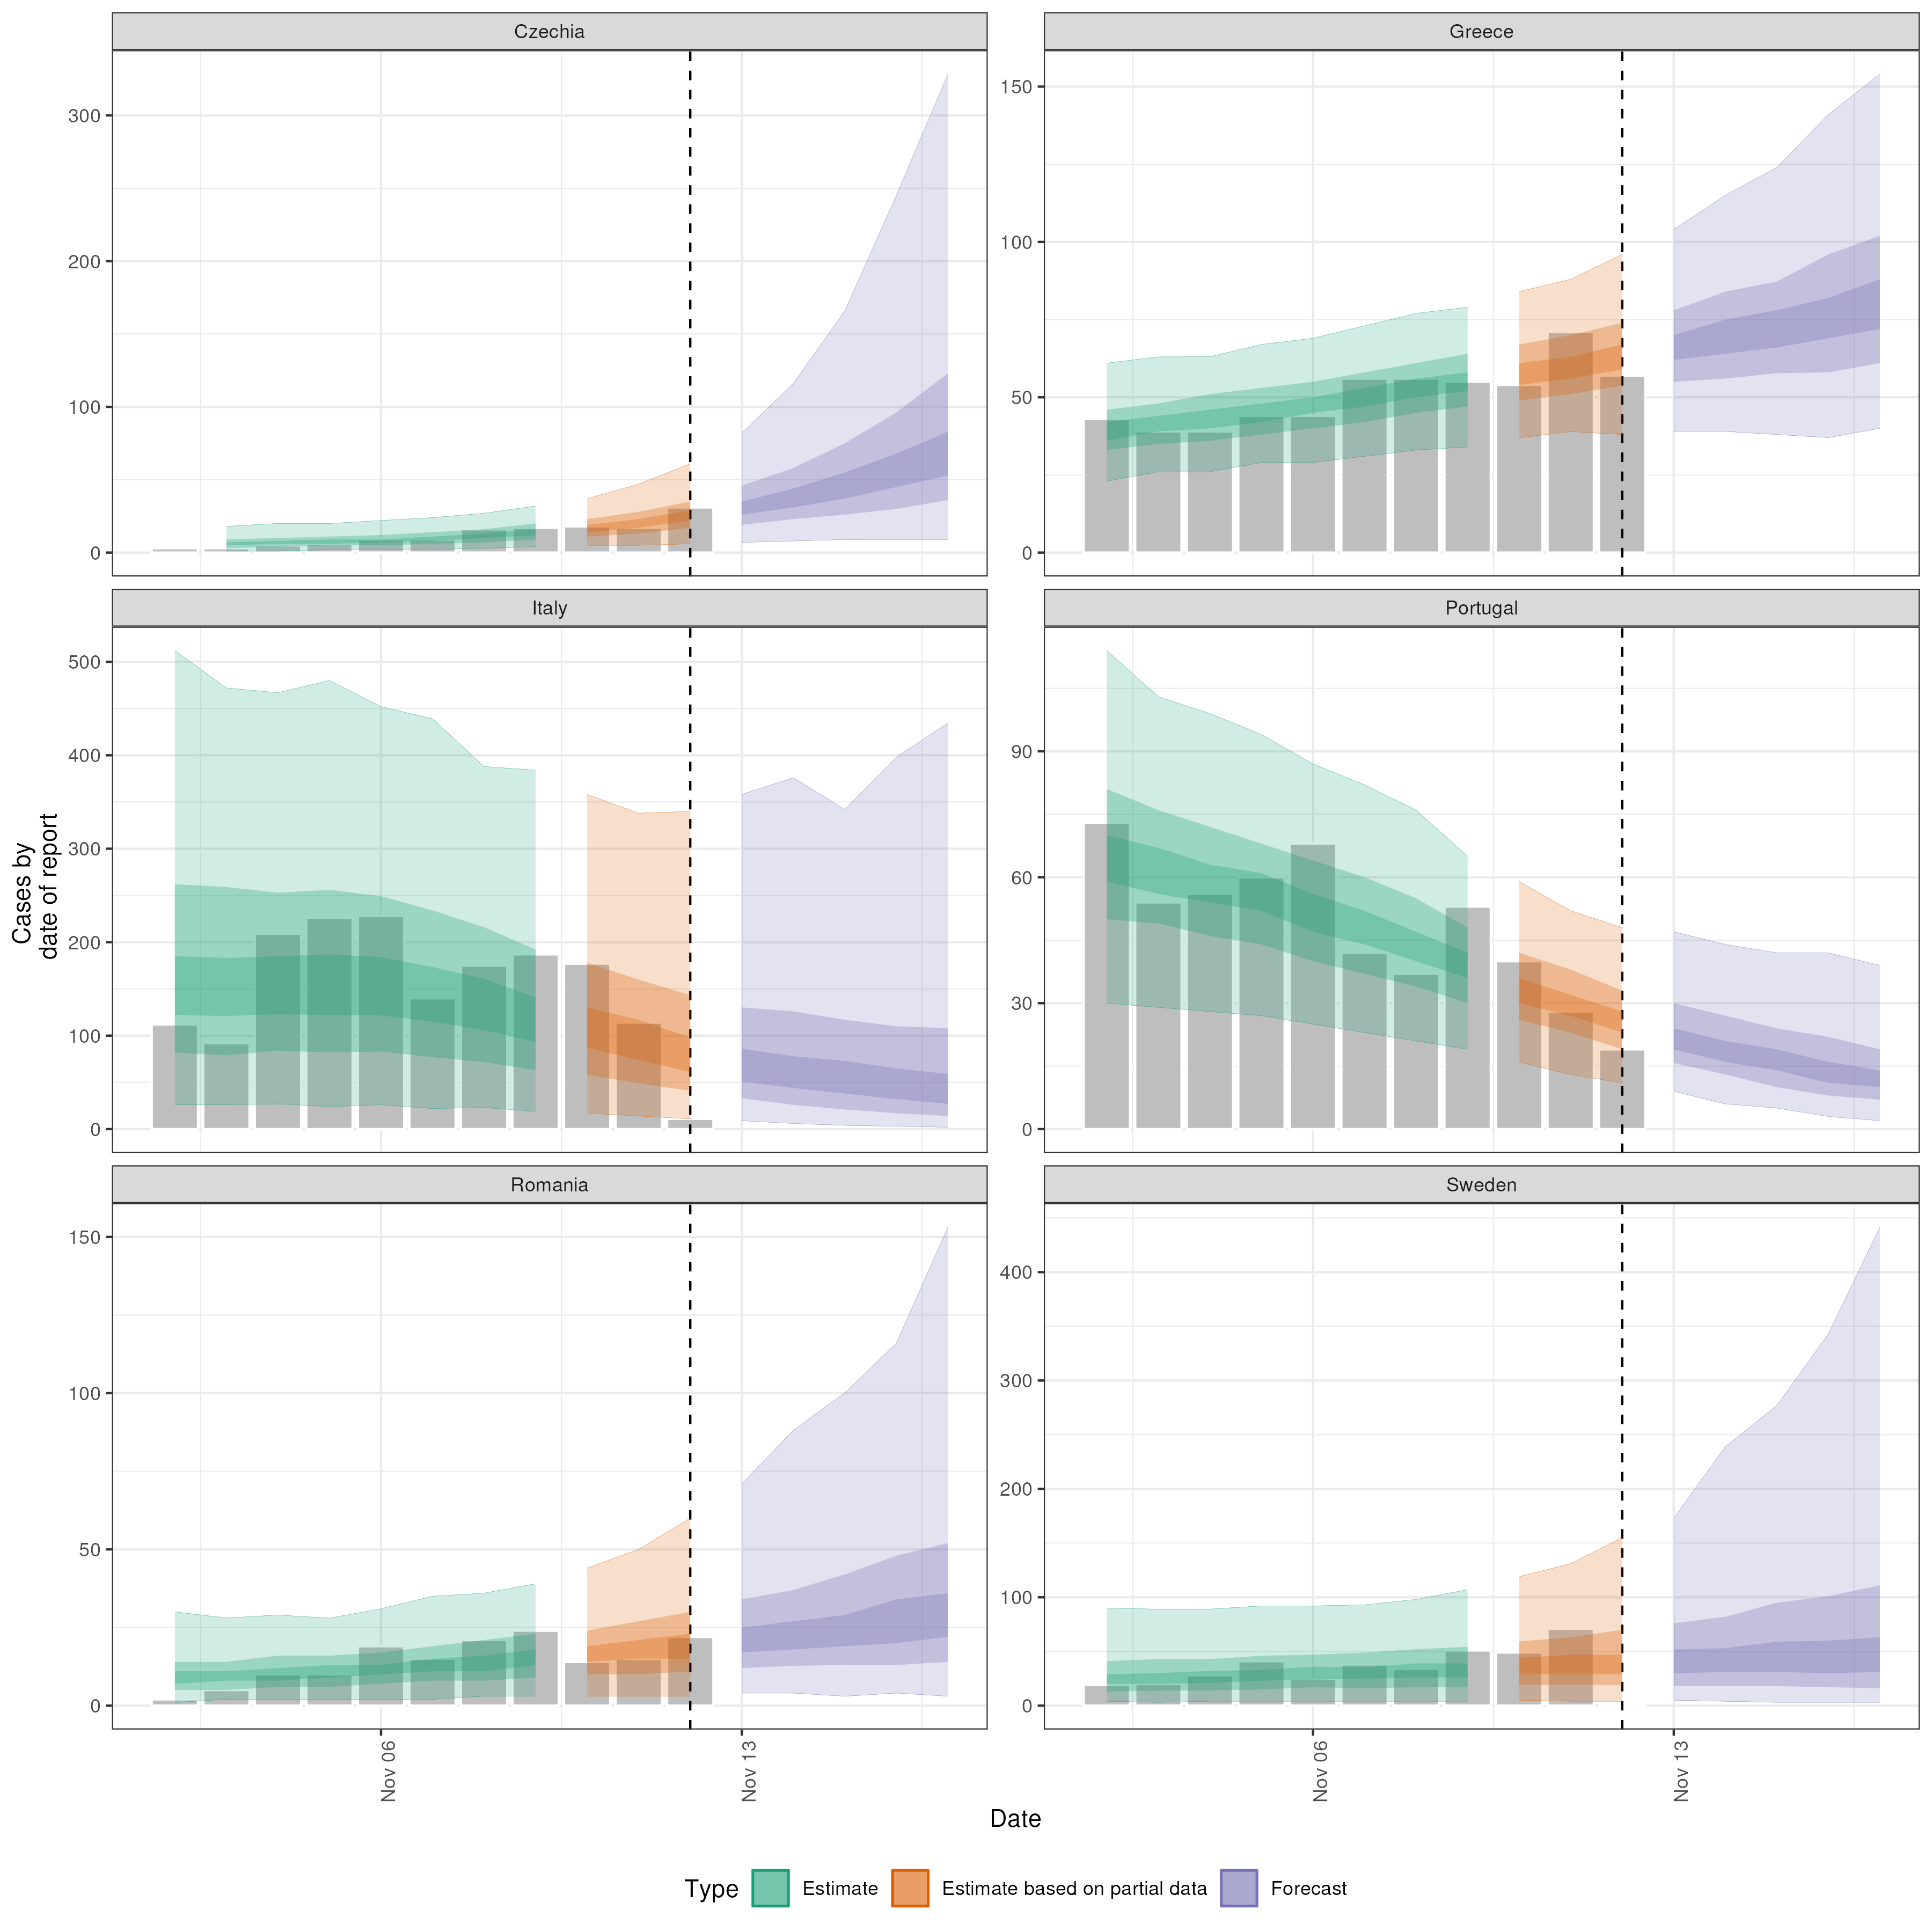 Czechia
Greece
300
200
100
0
150
100
50
0
Italy
Portugal
500
400
300
200
100
0
90
60
30
0
Cases by
date of report
Romania
Sweden
150
100
50
0
400
300
200
100
0
Nov 06
Nov 13
Nov 06
Nov 13
Date
Type
Estimate
Estimate based on partial data
Forecast